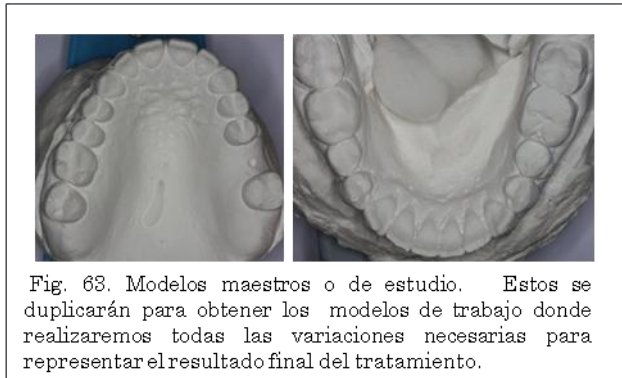 Fig. 63. Modelos maestros o de estudio. Estos se
duplicarán para obtener los modelos de trabajo donde
realizaremos todas las variaciones necesarias para
representar el resultado final del tratamiento.